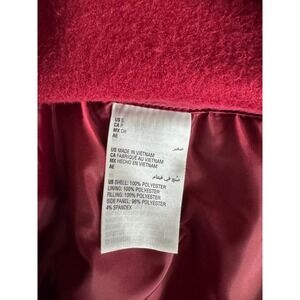 US S
CA P
MX CH
AE صغير
US MADE IN VIETNAM
CA FABRIQUÉ AU VIETNAM
MX HECHO EN VIETNAM
AE صنع في فيتنام
US SHELL: 100% POLYESTER
LINING: 100% POLYESTER
FILLING: 100% POLYESTER
SIDE PANEL: 96% POLYESTER
4% SPANDEX